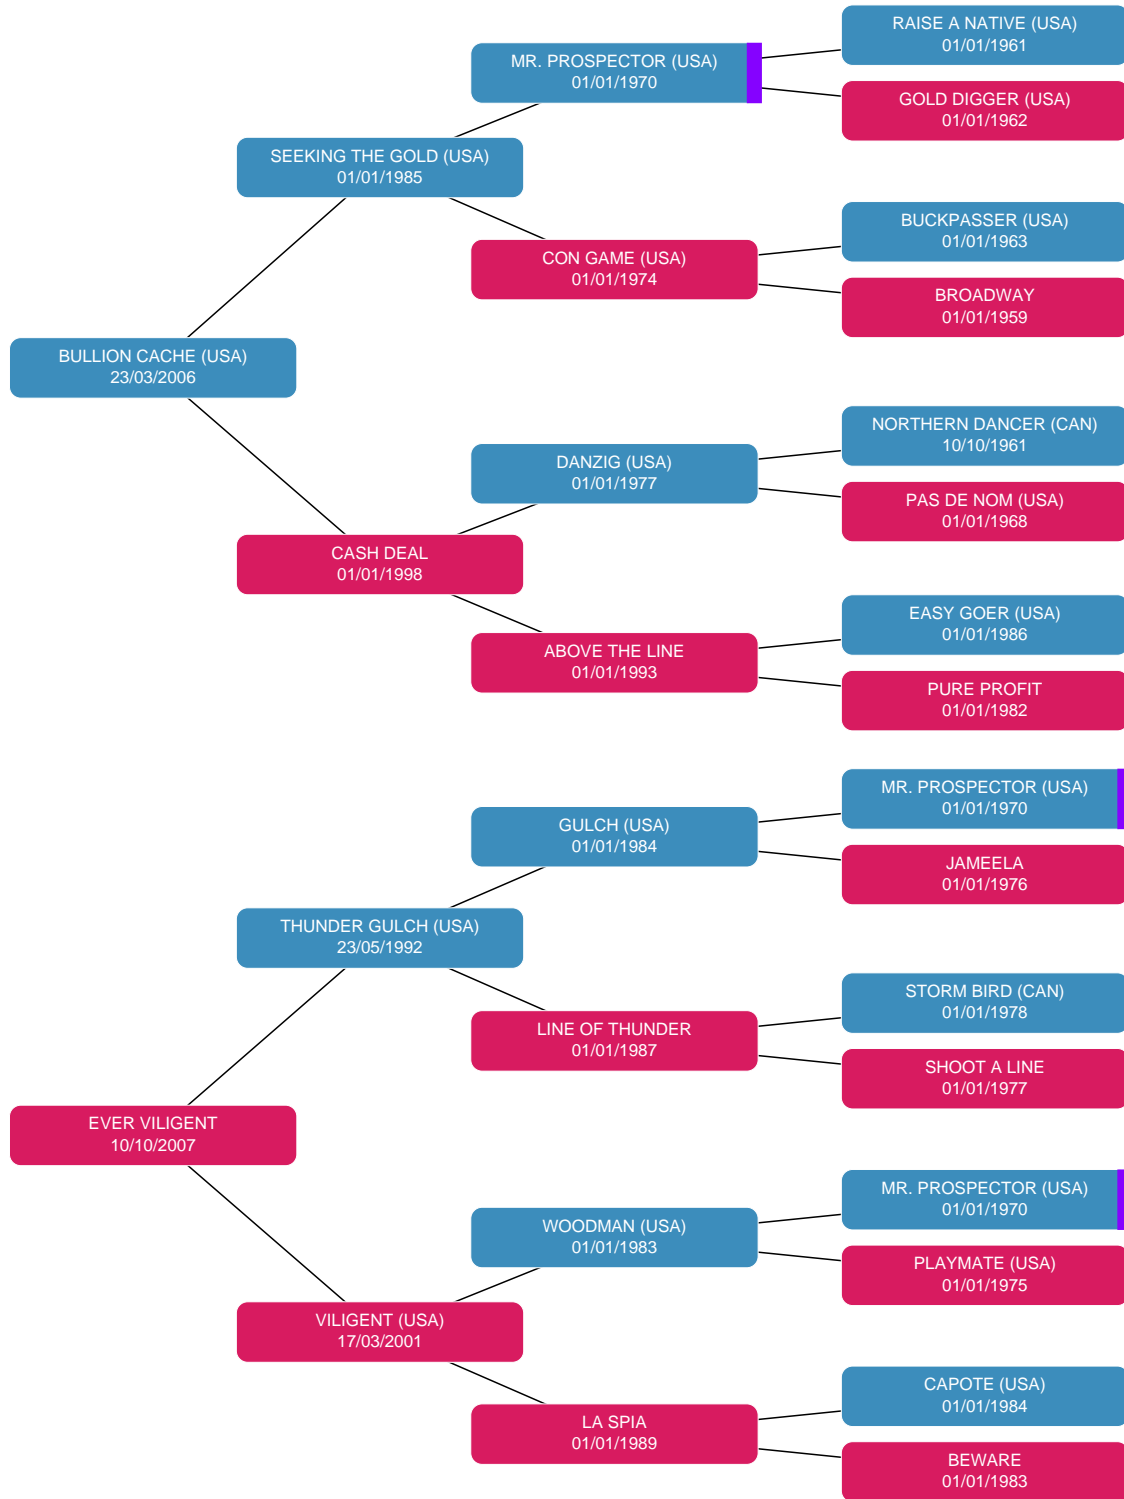 RAISE A NATIVE (USA)
01/01/1961
MR. PROSPECTOR (USA)
01/01/1970
GOLD DIGGER (USA)
01/01/1962
SEEKING THE GOLD (USA)
01/01/1985
BUCKPASSER (USA)
01/01/1963
CON GAME (USA)
01/01/1974
BROADWAY
01/01/1959
BULLION CACHE (USA)
23/03/2006
NORTHERN DANCER (CAN)
10/10/1961
DANZIG (USA)
01/01/1977
PAS DE NOM (USA)
01/01/1968
CASH DEAL
01/01/1998
EASY GOER (USA)
01/01/1986
ABOVE THE LINE
01/01/1993
PURE PROFIT
01/01/1982
MR. PROSPECTOR (USA)
01/01/1970
GULCH (USA)
01/01/1984
JAMEELA
01/01/1976
THUNDER GULCH (USA)
23/05/1992
STORM BIRD (CAN)
01/01/1978
LINE OF THUNDER
01/01/1987
SHOOT A LINE
01/01/1977
EVER VILIGENT
10/10/2007
MR. PROSPECTOR (USA)
01/01/1970
WOODMAN (USA)
01/01/1983
PLAYMATE (USA)
01/01/1975
VILIGENT (USA)
17/03/2001
CAPOTE (USA)
01/01/1984
LA SPIA
01/01/1989
BEWARE
01/01/1983